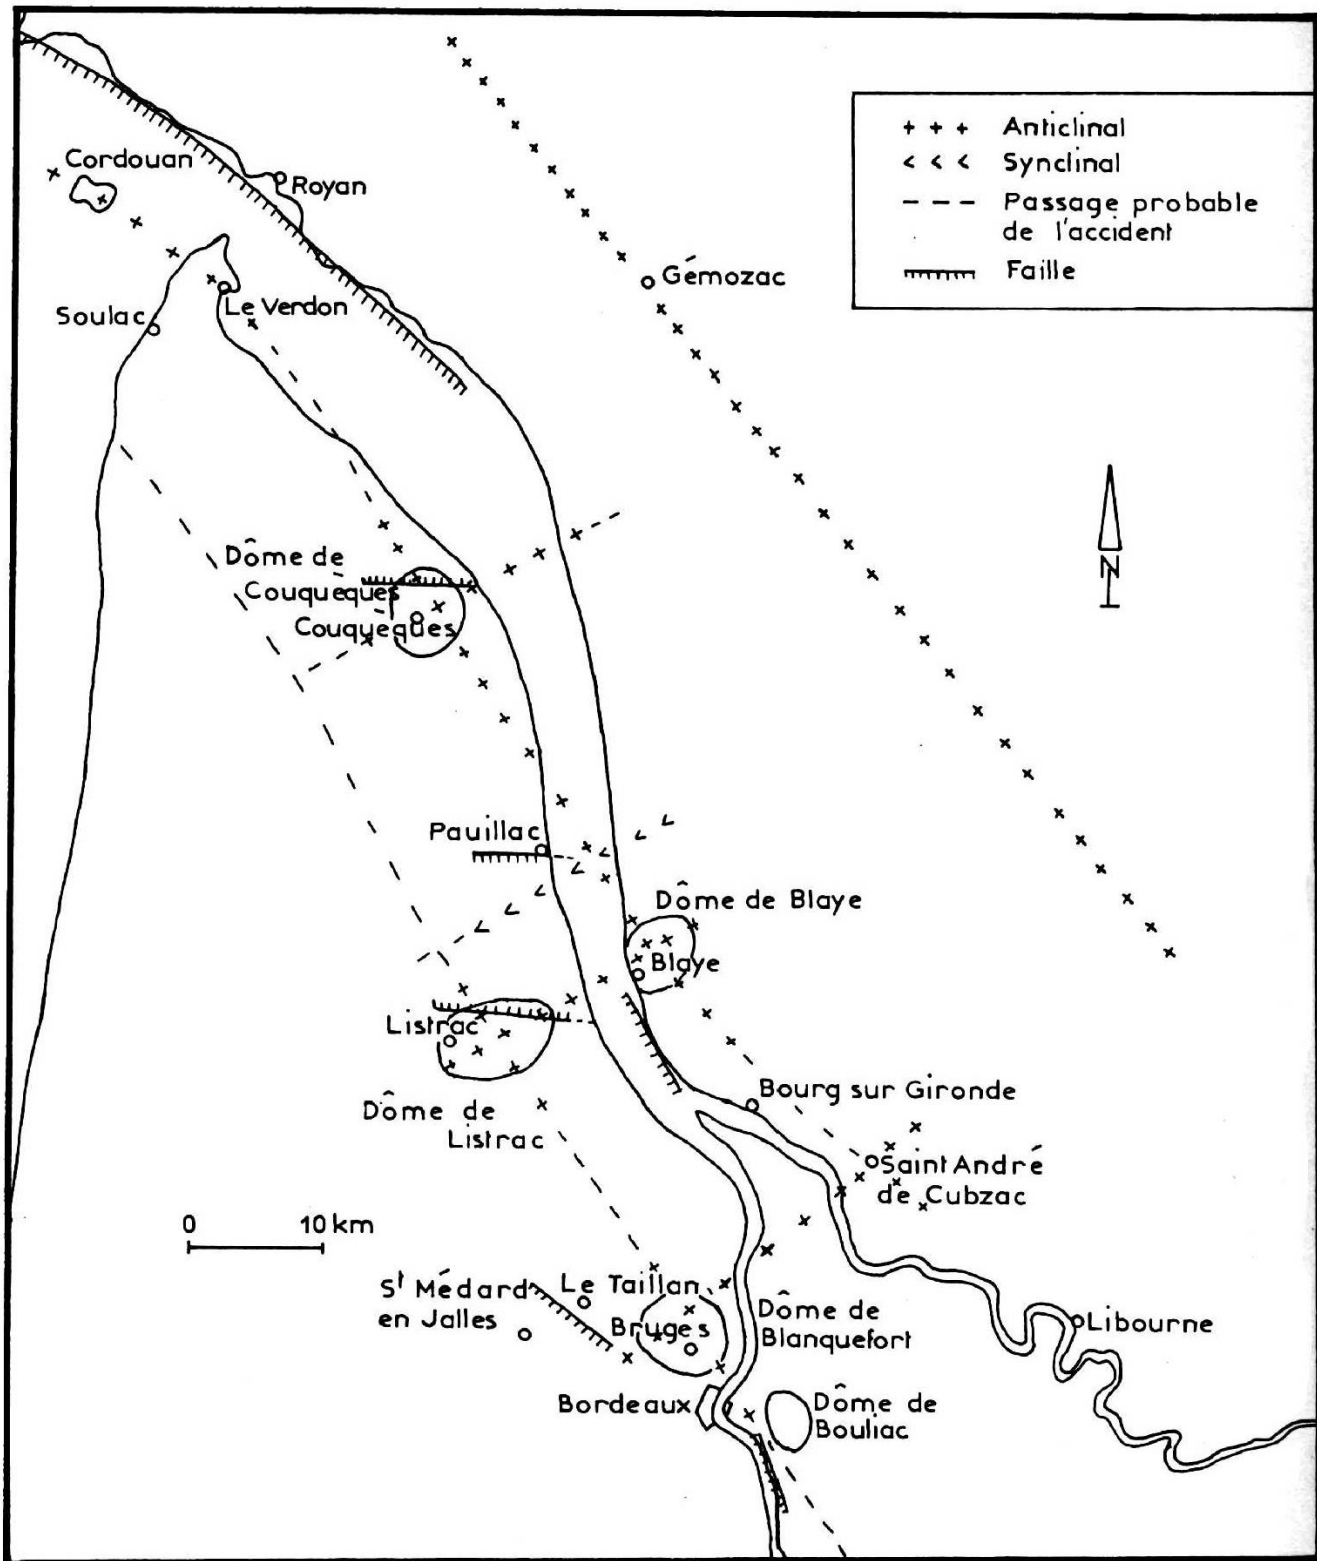 + + + Anticlinal
< < < Synclinal
Passage probable
de l'accident
Faille
Cordouan
Royan
Gémozac
Soulac
Le Verdon
N
Dôme de
Couquèques
Couquèques
Pauillac
Dôme de Blaye
Blaye
Listrac
Dôme de
Listrac
Bourg sur Gironde
Saint André
de Cubzac
0 10 km
St Médard
en Jalles
Le Taillan
Bruges
Dôme de
Blanquefort
Libourne
Bordeaux
Dôme de
Bouliac